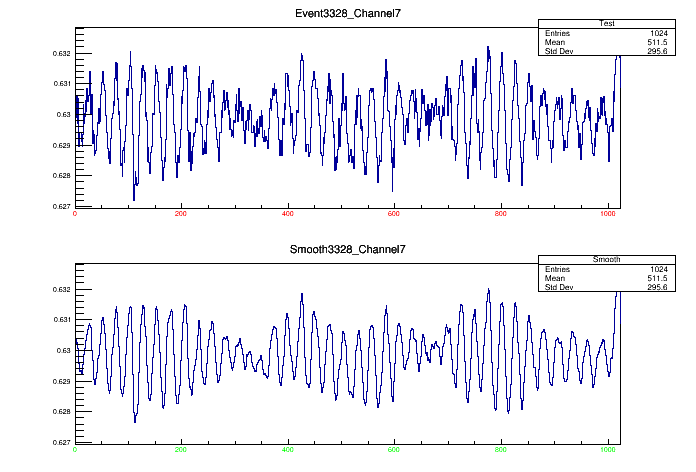 Event3328_Channel7
Test
Entries 1024
Mean 511.5
Std Dev 295.6
0.632
0.631
0.63
0.629
0.628
0.627
0 200 400 600 800 1000
Smooth3328_Channel7
Smooth
Entries 1024
Mean 511.5
Std Dev 295.6
0.632
0.631
0.63
0.629
0.628
0.627
0 200 400 600 800 1000